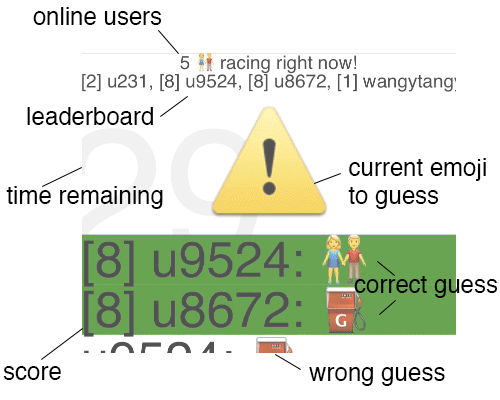 online users
5 racing right now!
[2] u231, [8] u9524, [8] u8672, [1] wangytangy
leaderboard
29
current emoji
to guess
time remaining
[8] u9524:
correct guess
[8] u8672: G
u9524:
score
wrong guess